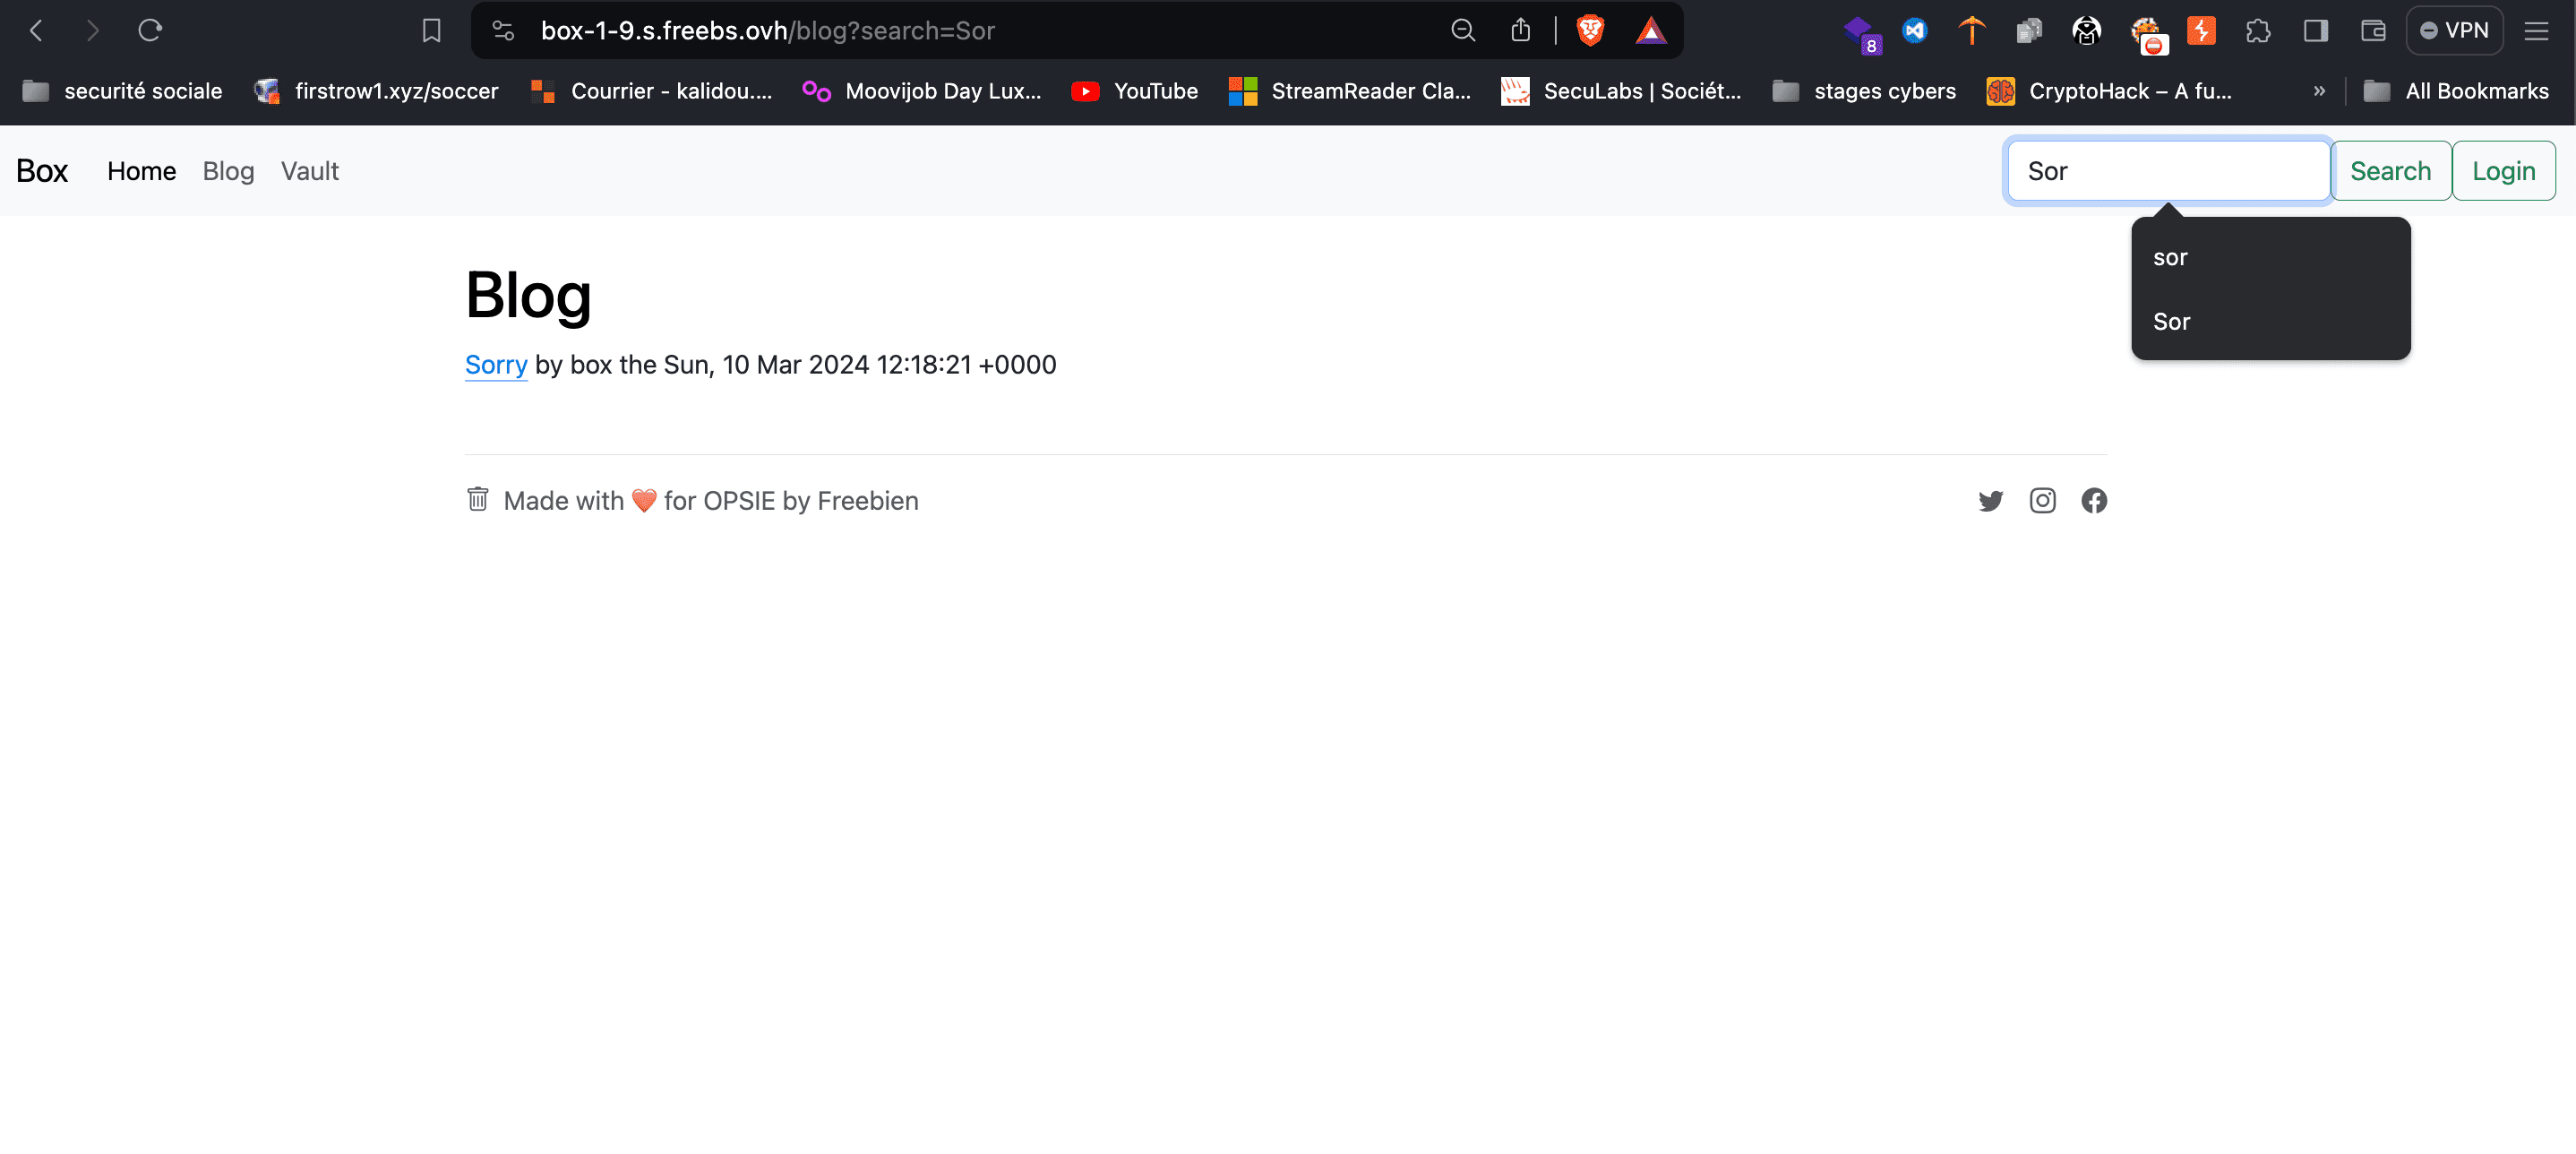 box-1-9.s.freebs.ovh/blog?search=Sor
8
VPN
securité sociale
firstrow1.xyz/soccer
Courrier - kalidou....
Moovijob Day Lux...
YouTube
StreamReader Cla...
SecuLabs | Sociét...
stages cybers
CryptoHack – A fu...
»
All Bookmarks
Box
Home
Blog
Vault
Sor
Search
Login
sor
Sor
Blog
Sorry by box the Sun, 10 Mar 2024 12:18:21 +0000
Made with ❤️ for OPSIE by Freebien